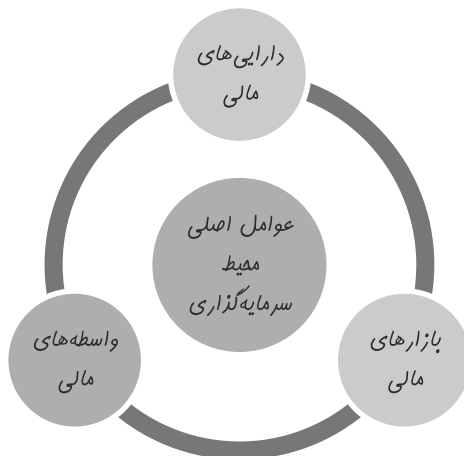 دارایی‌های
مالی
عوامل اصلی
محیط
سرمایه‌گذاری
بازارهای
مالی
واسطه‌های
مالی